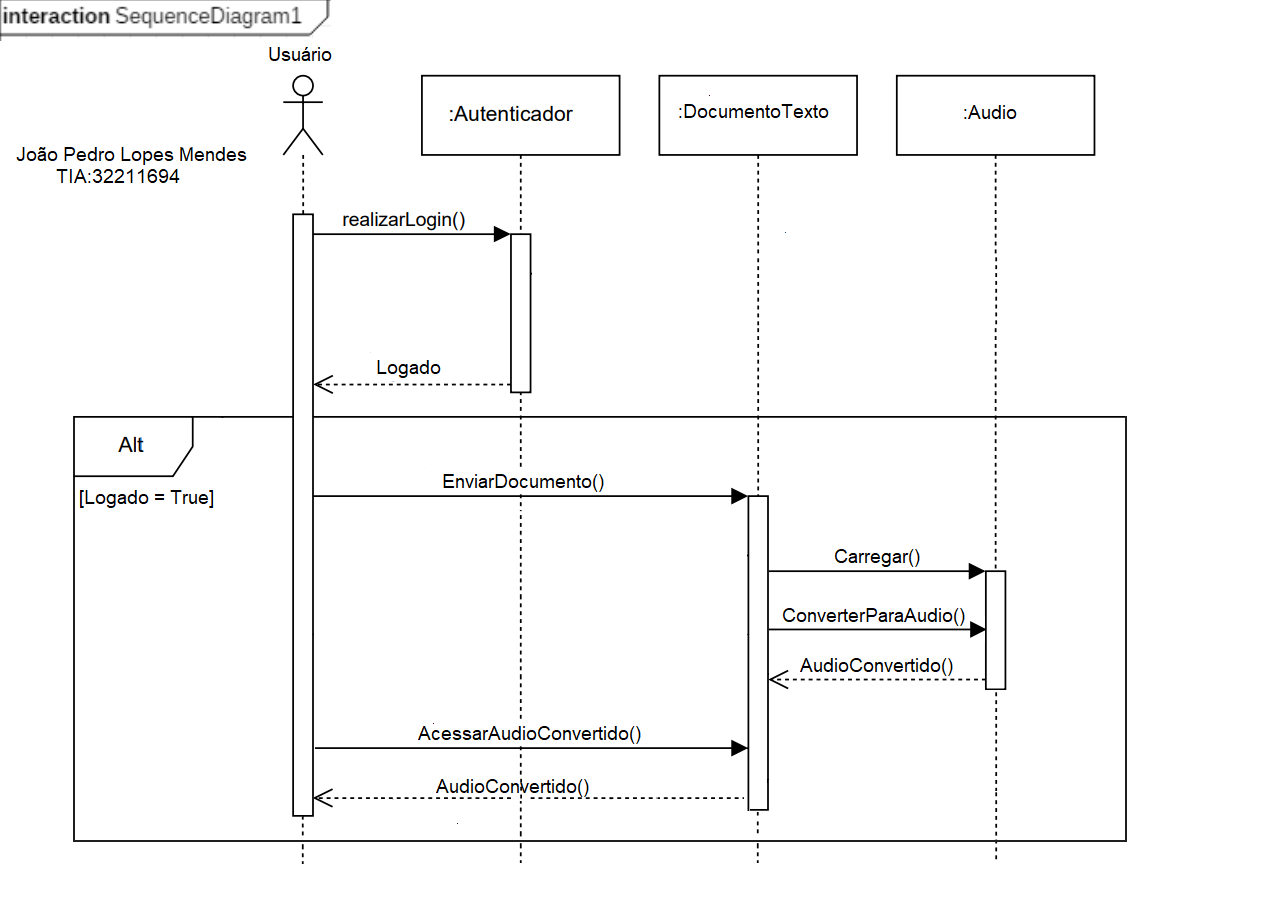 interaction SequenceDiagram1
Usuário
:Autenticador
:DocumentoTexto
:Audio
João Pedro Lopes Mendes
TIA:32211694
realizarLogin()
Logado
Alt
[Logado = True]
EnviarDocumento()
Carregar()
ConverterParaAudio()
AudioConvertido()
AcessarAudioConvertido()
AudioConvertido()